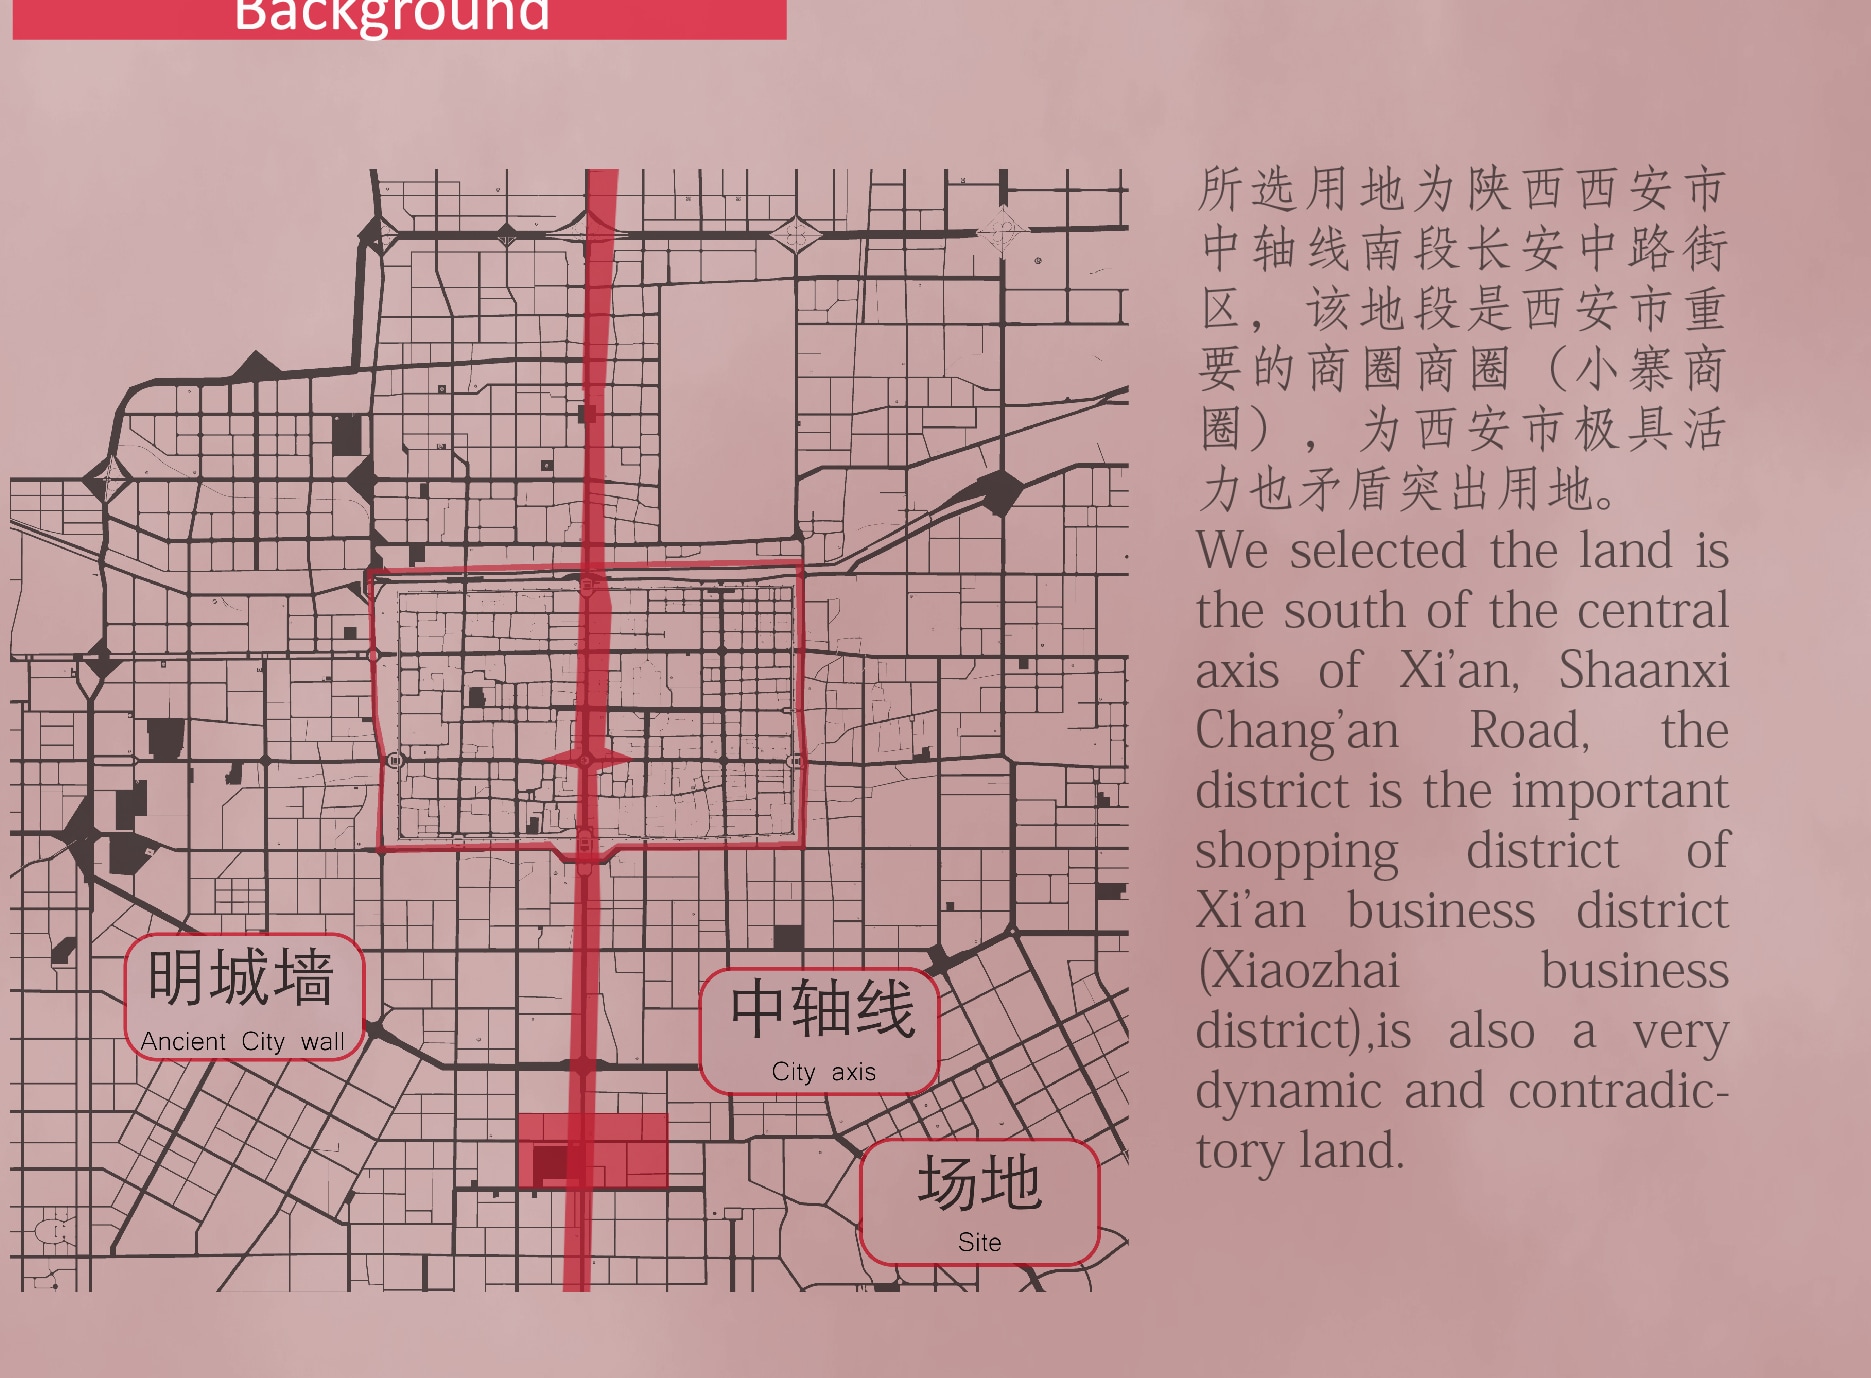 Background
所选用地为陕西西安市
中轴线南段长安中路街
区，该地段是西安市重
要的商圈商圈（小寨商
圈），为西安市极具活
力也矛盾突出用地。
We selected the land is
the south of the central
axis of Xi’an, Shaanxi
Chang’an Road, the
district is the important
shopping district of
Xi’an business district
(Xiaozhai business
district),is also a very
dynamic and contradic-
tory land.
明城墙
Ancient City wall
中轴线
City axis
场地
Site